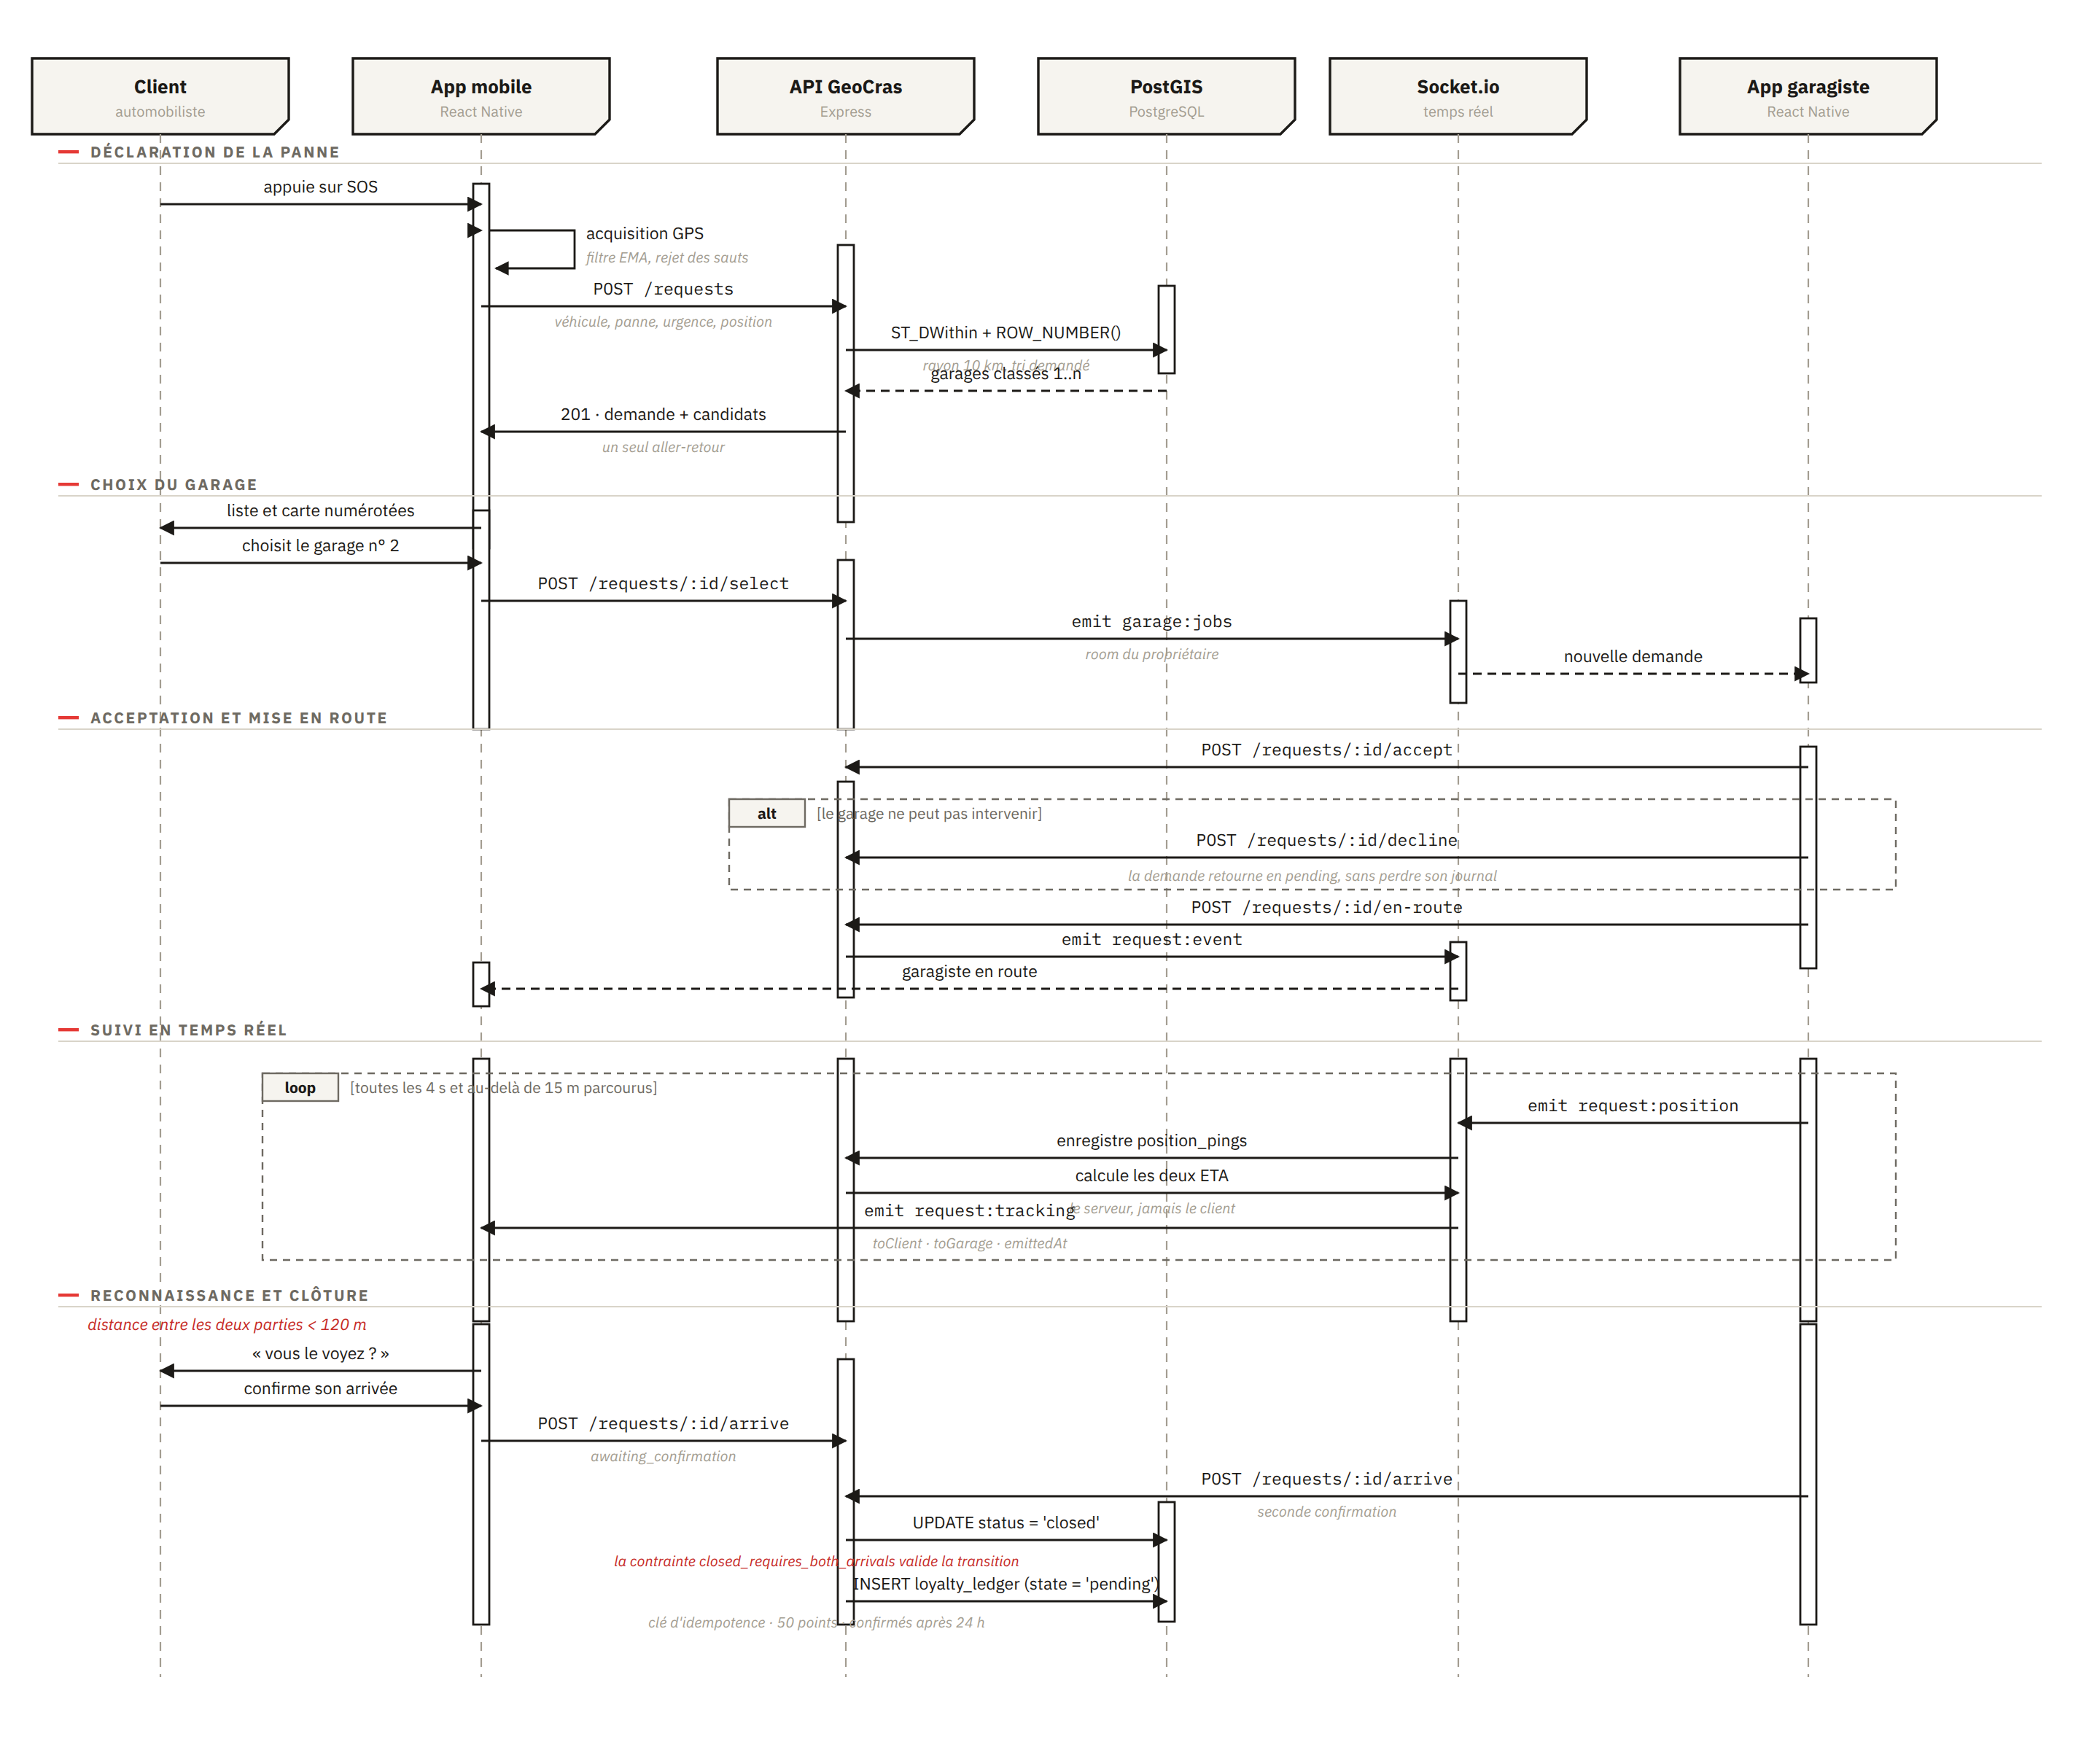 Client
automobiliste
App mobile
React Native
API GeoCras
Express
PostGIS
PostgreSQL
Socket.io
temps réel
App garagiste
React Native
DÉCLARATION DE LA PANNE
appuie sur SOS
acquisition GPS
filtre EMA, rejet des sauts
POST /requests
véhicule, panne, urgence, position
ST_DWithin + ROW_NUMBER()
rayon 10 km, tri demandé
garages classés 1..n
201 · demande + candidats
un seul aller-retour
CHOIX DU GARAGE
liste et carte numérotées
choisit le garage n° 2
POST /requests/:id/select
emit garage:jobs
room du propriétaire
nouvelle demande
ACCEPTATION ET MISE EN ROUTE
POST /requests/:id/accept
alt
[le garage ne peut pas intervenir]
POST /requests/:id/decline
la demande retourne en pending, sans perdre son journal
POST /requests/:id/en-route
emit request:event
garagiste en route
SUIVI EN TEMPS RÉEL
loop
[toutes les 4 s et au-delà de 15 m parcourus]
emit request:position
enregistre position_pings
calcule les deux ETA
le serveur, jamais le client
emit request:tracking
toClient · toGarage · emittedAt
RECONNAISSANCE ET CLÔTURE
distance entre les deux parties < 120 m
« vous le voyez ? »
confirme son arrivée
POST /requests/:id/arrive
awaiting_confirmation
POST /requests/:id/arrive
seconde confirmation
UPDATE status = 'closed'
la contrainte closed_requires_both_arrivals valide la transition
INSERT loyalty_ledger (state = 'pending')
clé d'idempotence · 50 points · confirmés après 24 h